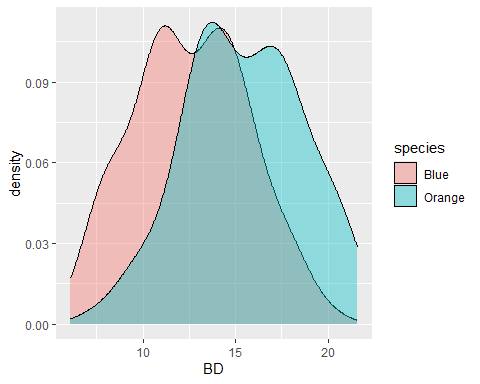 0.09
0.06
0.03
0.00
density
10
15
20
BD
species
Blue
Orange